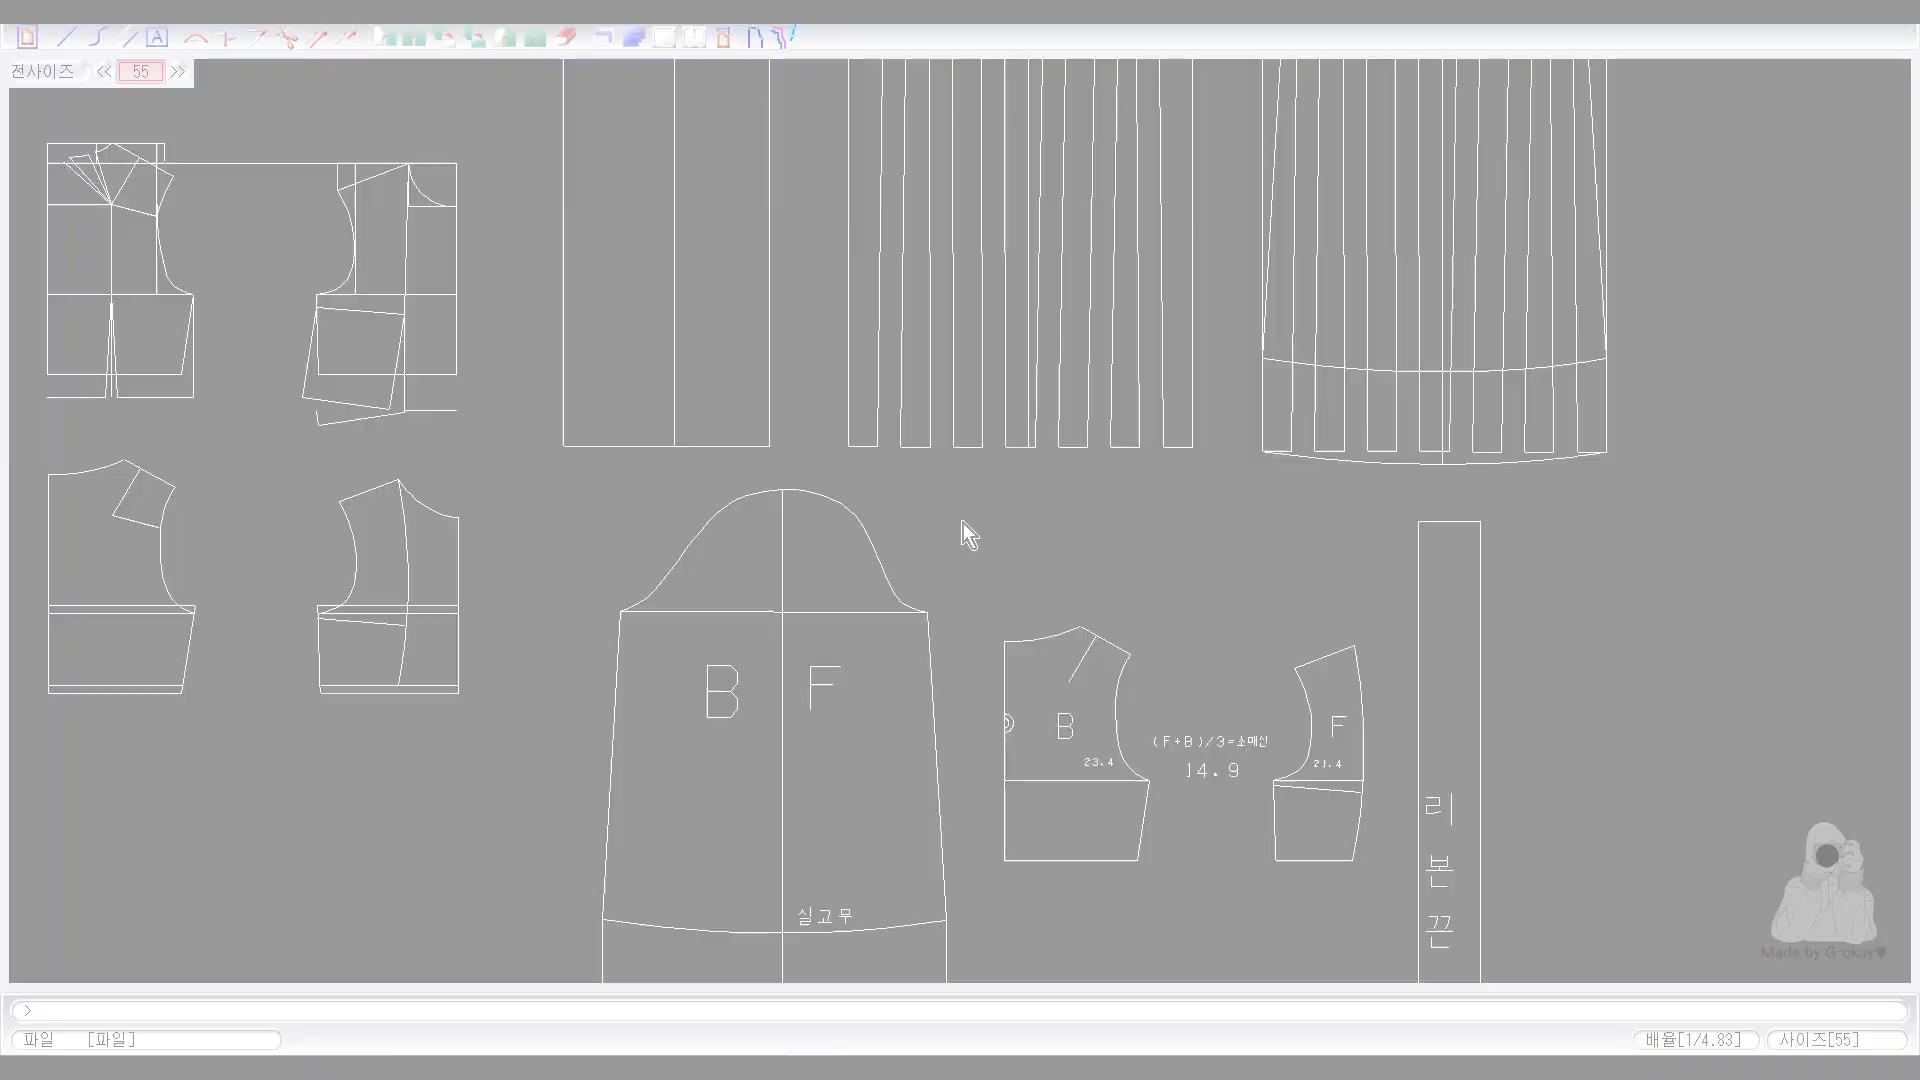 A
전사이즈 << 55 >>
B F
B F
(F+B)/3=소매산
23.4 21.4
14.9
리
본
끈
실고무
Made by G-okay♥
>
파일 [파일] 배율[1/4.83] 사이즈[55]